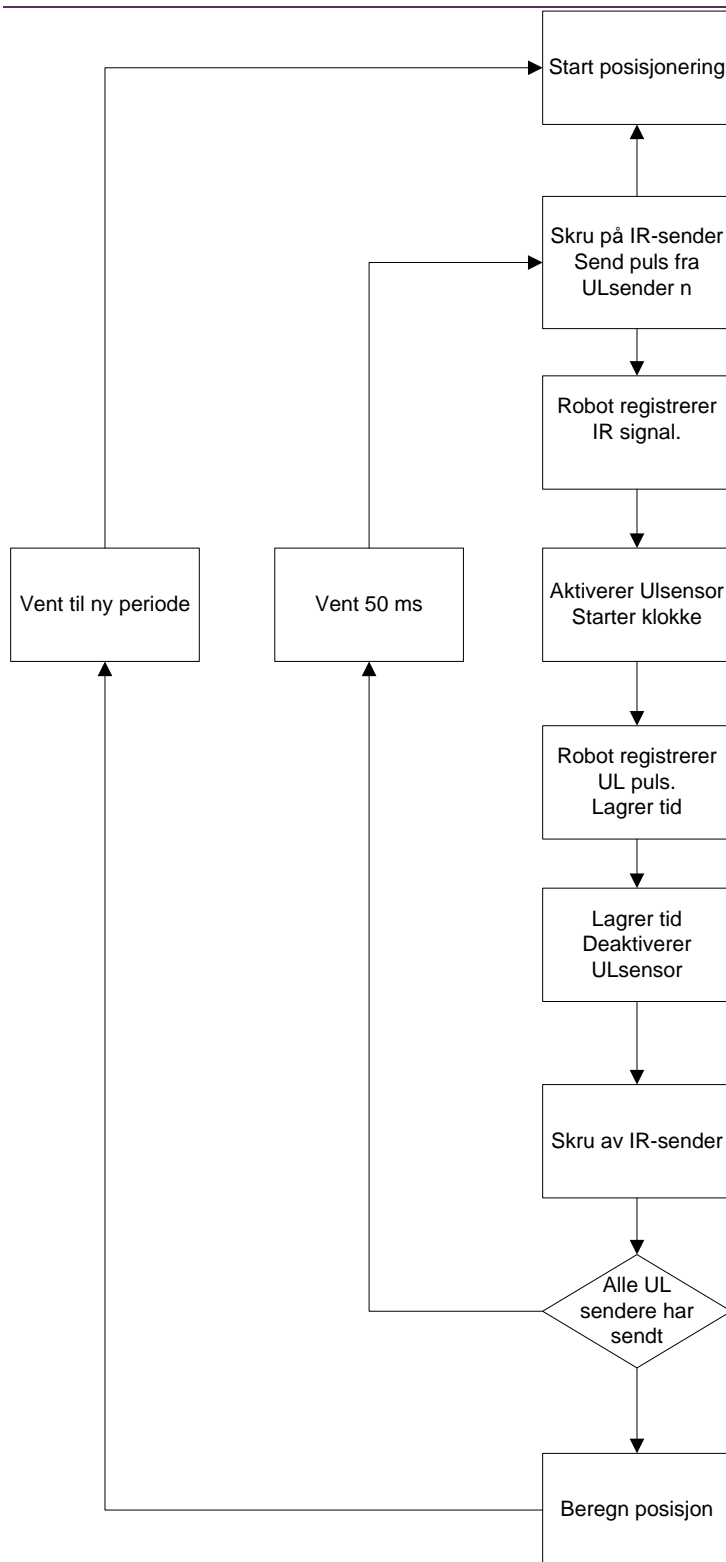 Start posisjonering
Skru på IR-sender
Send puls fra
ULsender n
Robot registrerer
IR signal.
Vent til ny periode
Vent 50 ms
Aktiverer Ulsensor
Starter klokke
Robot registrerer
UL puls.
Lagrer tid
Lagrer tid
Deaktiverer
ULsensor
Skru av IR-sender
Alle UL
sendere har
sendt
Beregn posisjon